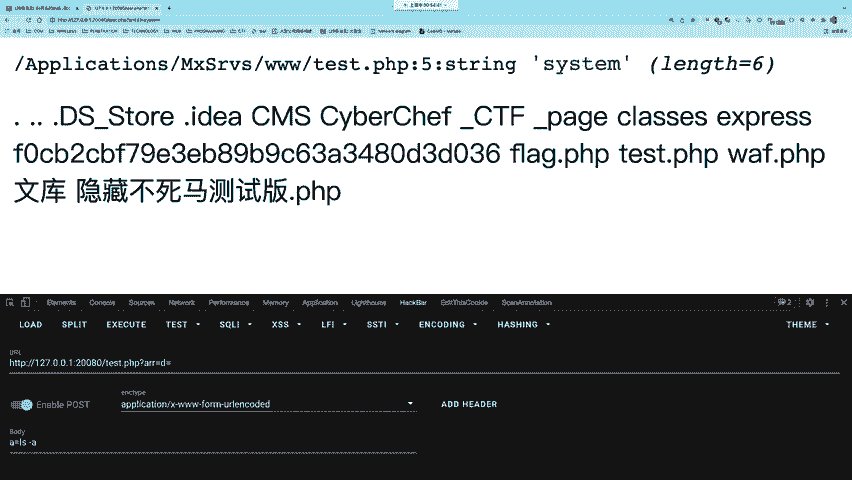 /Applications/MxSrvs/www/test.php:5:string 'system' (length=6)
. .. .DS_Store .idea CMS CyberChef _CTF _page classes express
f0cb2cbf79e3eb89b9c63a3480d3d036 flag.php test.php waf.php
文库 隐藏不死马测试版.php
Elements Console Sources Network Performance Memory Application Lighthouse HackBar EditThisCookie ScanAnnotation 2
LOAD SPLIT EXECUTE TEST SQLI XSS LFI SSTI ENCODING HASHING THEME
URL
http://127.0.0.1:20080/test.php?arr=d=
enctype
Enable POST application/x-www-form-urlencoded ADD HEADER
Body
a=ls -a